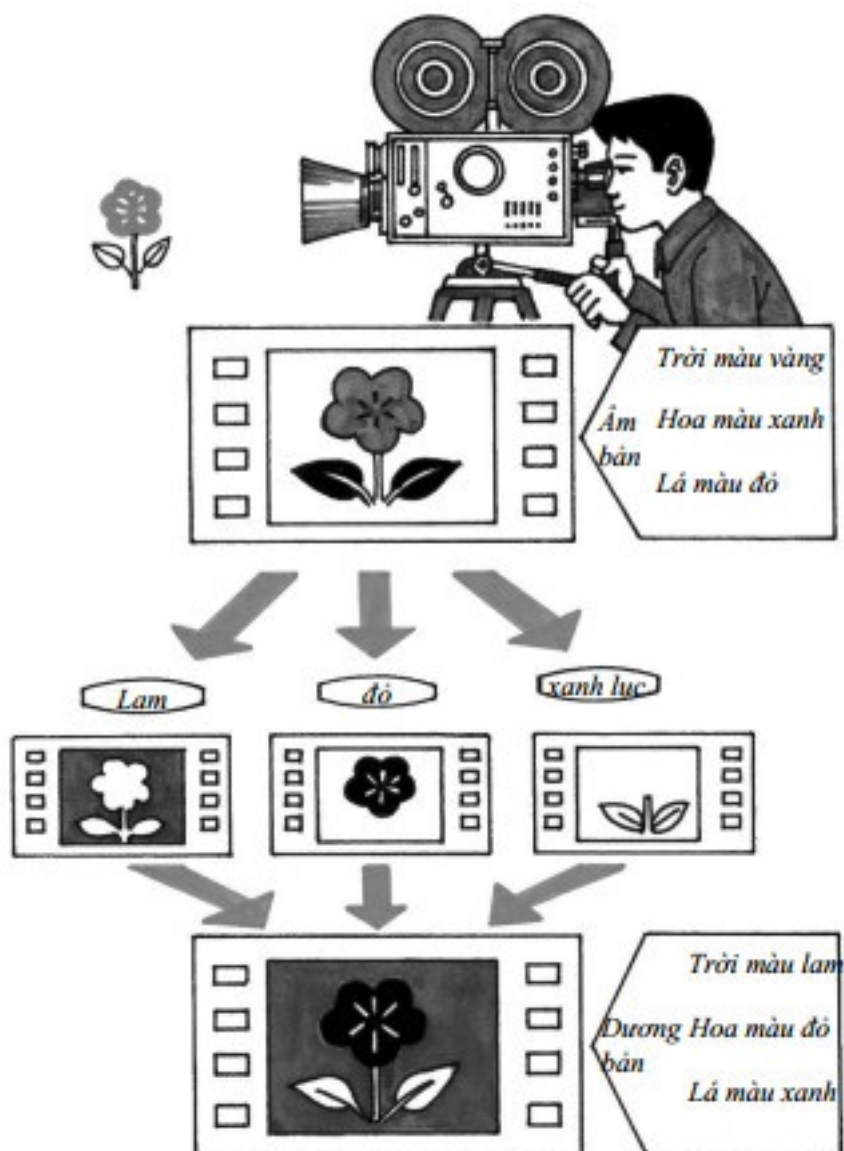 Trời màu vàng
Âm bản
Hoa màu xanh
Lá màu đỏ
Lam
đỏ
xanh lục
Trời màu lam
Dương bản
Hoa màu đỏ
Lá màu xanh